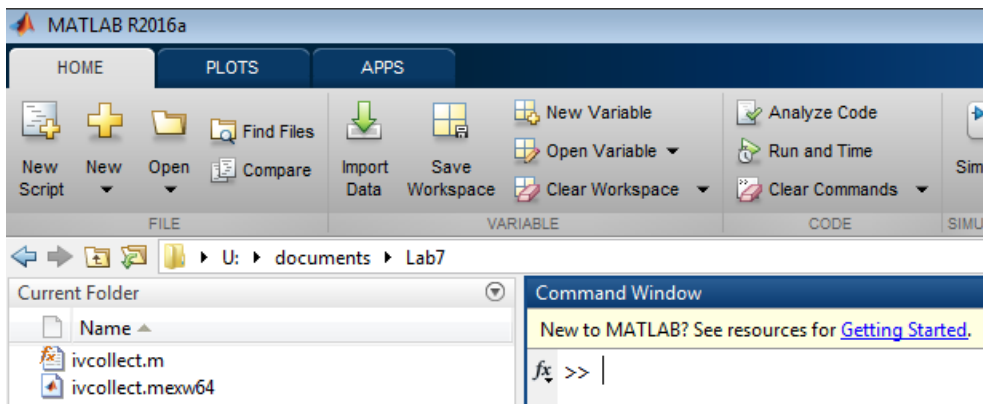 MATLAB R2016a
HOME PLOTS APPS
New Script
New
Open
Find Files
Compare
FILE
Import Data
Save Workspace
New Variable
Open Variable
Clear Workspace
VARIABLE
Analyze Code
Run and Time
Clear Commands
CODE
Sim
SIMU
U: documents Lab7
Current Folder
Name
ivcollect.m
ivcollect.mexw64
Command Window
New to MATLAB? See resources for Getting Started.
fx >>